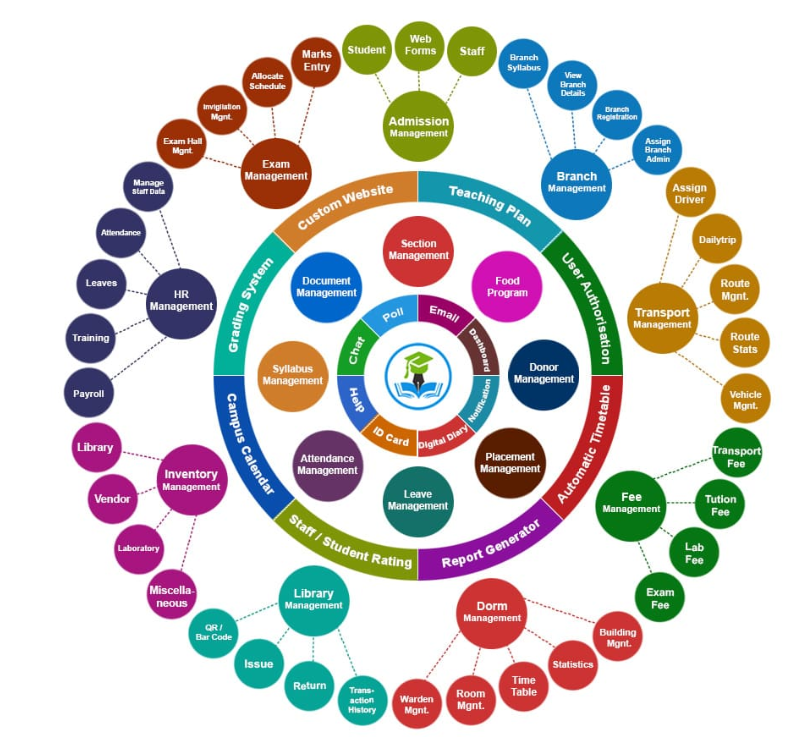 Student
Web
Forms
Staff
Admission
Management
Marks
Entry
Allocate
Schedule
Invigilation
Mgnt.
Exam Hall
Mgnt.
Exam
Management
Branch
Syllabus
View
Branch
Details
Branch
Registration
Assign
Branch
Admin
Branch
Management
Assign
Driver
Dailytrip
Route
Mgnt.
Route
Stats
Vehicle
Mgnt.
Transport
Management
Transport
Fee
Tution
Fee
Lab
Fee
Exam
Fee
Fee
Management
Building
Mgnt.
Statistics
Time
Table
Room
Mgnt.
Warden
Mgnt.
Dorm
Management
Trans-
action
History
Return
Issue
QR /
Bar Code
Library
Management
Miscella-
neous
Laboratory
Vendor
Library
Inventory
Management
Payroll
Training
Leaves
Attendance
Manage
Staff Data
HR
Management
Custom Website
Teaching Plan
User Authorisation
Automatic Timetable
Report Generator
Staff / Student Rating
Campus Calendar
Grading System
Section
Management
Food
Program
Donor
Management
Placement
Management
Leave
Management
Attendance
Management
Syllabus
Management
Document
Management
Poll
Email
Dashboard
Notification
Digital Diary
ID Card
Help
Chat